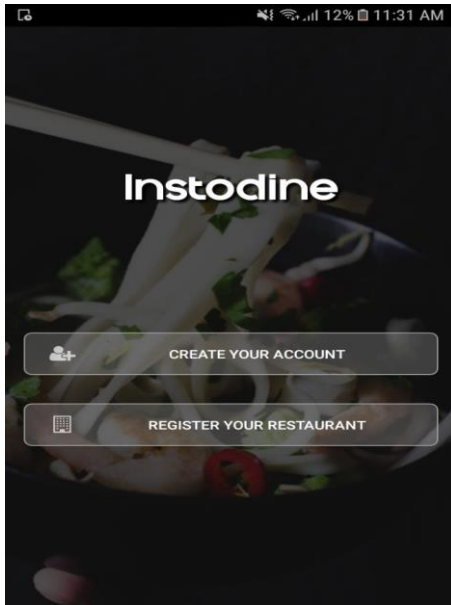 12% 11:31 AM
Instodine
CREATE YOUR ACCOUNT
REGISTER YOUR RESTAURANT